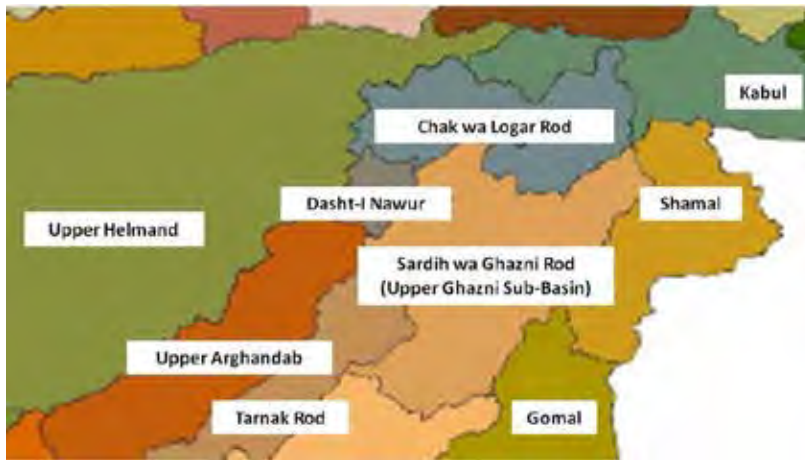 Kabul
Chak wa Logar Rod
Dasht-I Nawur
Shamal
Upper Helmand
Sardih wa Ghazni Rod
(Upper Ghazni Sub-Basin)
Upper Arghandab
Tarnak Rod
Gomal